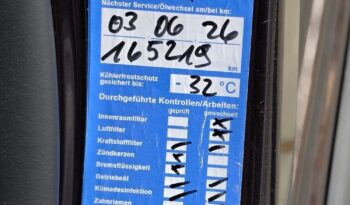 Nächster Service/Ölwechsel am/bei km:
03 06 26
165219 km
Kühlerfrostschutz
gesichert bis: - 32 °C
Durchgeführte Kontrollen/Arbeiten:
geprüft gewechselt
Innenraumfilter
Luftfilter
Kraftstofffilter
Zündkerzen
Bremsflüssigkeit
Getriebeöl
Klimadesinfektion
Zahnriemen